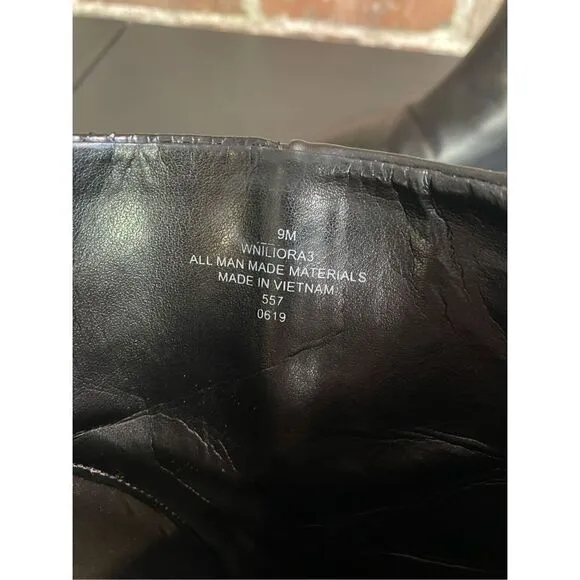 9M
WNILIORA3
ALL MAN MADE MATERIALS
MADE IN VIETNAM
557
0619